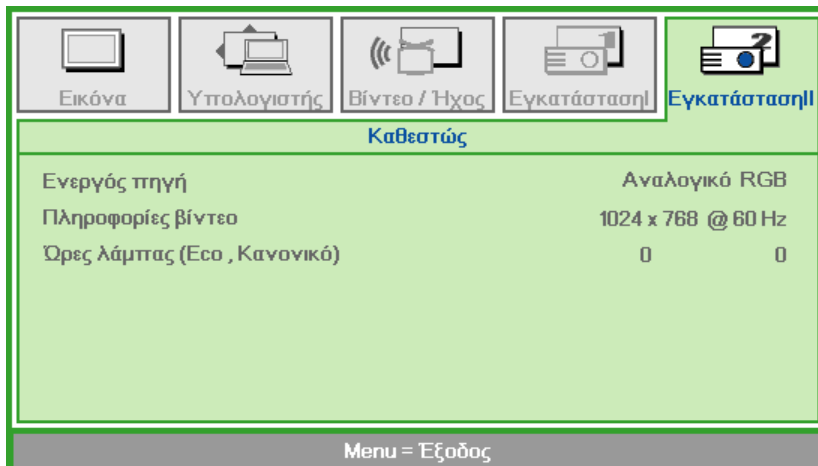 Εικόνα Υπολογιστής Βίντεο / Ήχος ΕγκατάστασηI ΕγκατάστασηII
Καθεστώς
Ενεργός πηγή Αναλογικό RGB
Πληροφορίες βίντεο 1024 x 768 @ 60 Hz
Ώρες λάμπας (Eco , Κανονικό) 0 0
Menu = Έξοδος